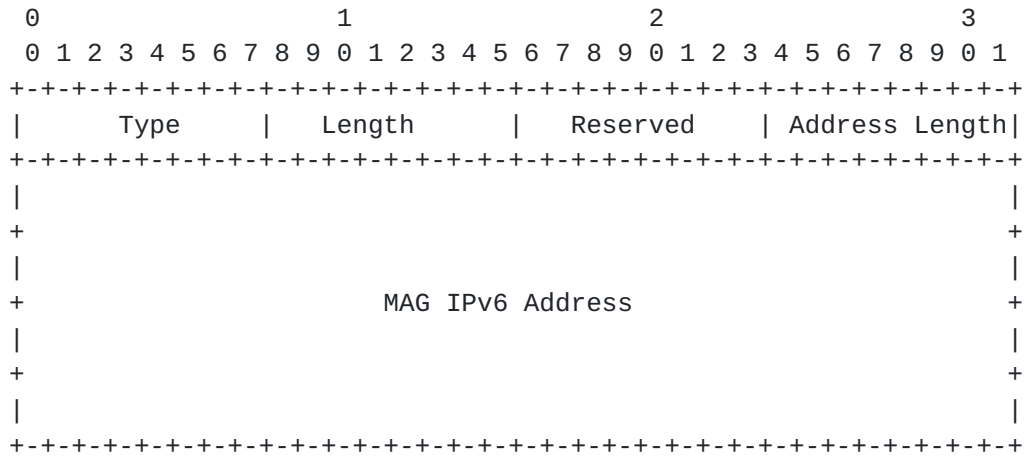 0                   1                   2                   3
 0 1 2 3 4 5 6 7 8 9 0 1 2 3 4 5 6 7 8 9 0 1 2 3 4 5 6 7 8 9 0 1
+-+-+-+-+-+-+-+-+-+-+-+-+-+-+-+-+-+-+-+-+-+-+-+-+-+-+-+-+-+-+-+-+
|      Type     |   Length      |   Reserved    | Address Length|
+-+-+-+-+-+-+-+-+-+-+-+-+-+-+-+-+-+-+-+-+-+-+-+-+-+-+-+-+-+-+-+-+
|                                                               |
+                                                               +
|                                                               |
+                       MAG IPv6 Address                        +
|                                                               |
+                                                               +
|                                                               |
+-+-+-+-+-+-+-+-+-+-+-+-+-+-+-+-+-+-+-+-+-+-+-+-+-+-+-+-+-+-+-+-+